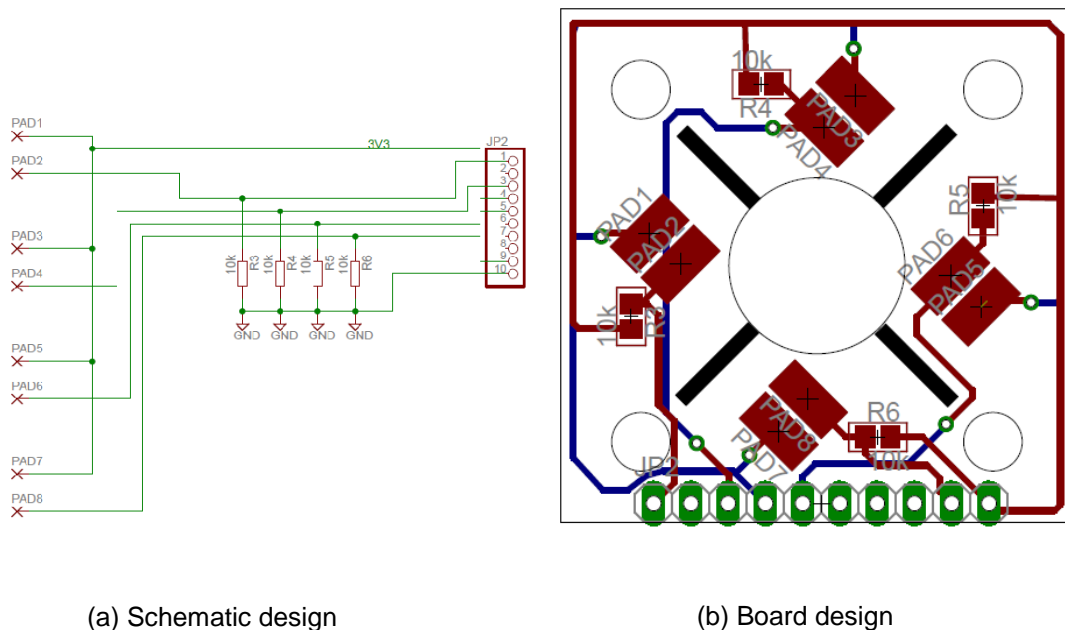 PAD1
PAD2
PAD3
PAD4
PAD5
PAD6
PAD7
PAD8
3V3
JP2
1
2
3
4
5
6
7
8
9
10
10k
R3
10k
R4
10k
R5
10k
R6
GND
GND
GND
GND
10k
R4
PAD3
PAD4
PAD1
PAD2
R5
10k
PAD6
PAD5
10k
R3
R6
10k
PAD8
PAD7
JP2
(a) Schematic design
(b) Board design